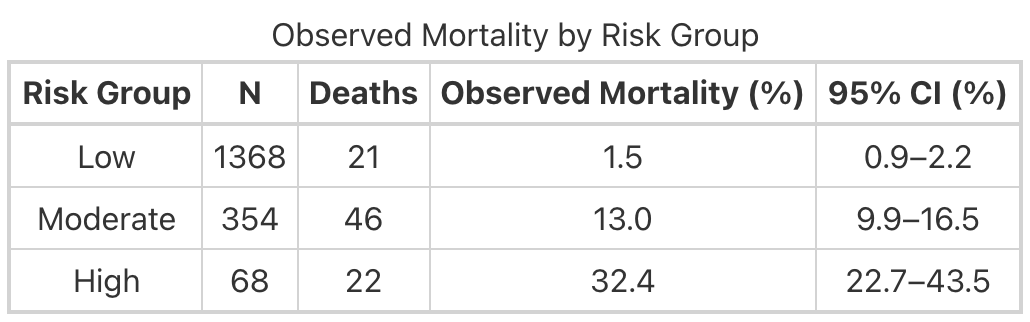 Observed Mortality by Risk Group
Risk Group N Deaths Observed Mortality (%) 95% CI (%)
Low 1368 21 1.5 0.9–2.2
Moderate 354 46 13.0 9.9–16.5
High 68 22 32.4 22.7–43.5